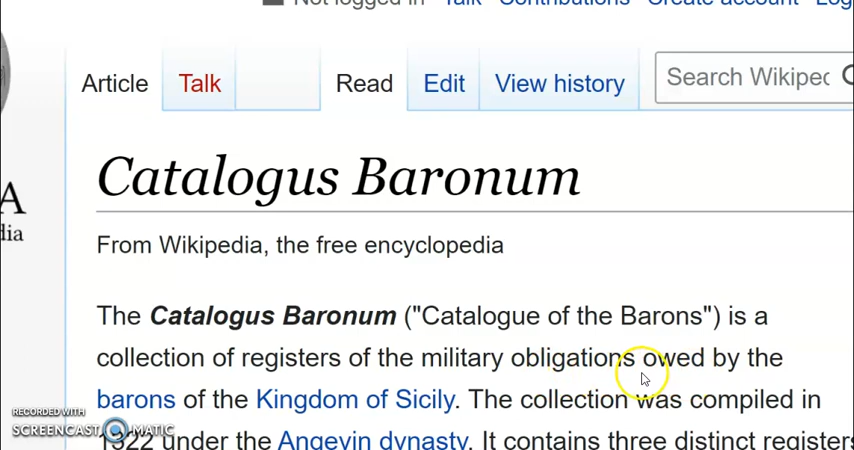 Not logged in Talk Contributions Create account Log
Article Talk Read Edit View history Search Wikipec
Catalogus Baronum
A
dia
From Wikipedia, the free encyclopedia
The Catalogus Baronum ("Catalogue of the Barons") is a
collection of registers of the military obligations owed by the
barons of the Kingdom of Sicily. The collection was compiled in
1322 under the Angevin dynasty. It contains three distinct registers
RECORDED WITH
SCREENCAST MATIC